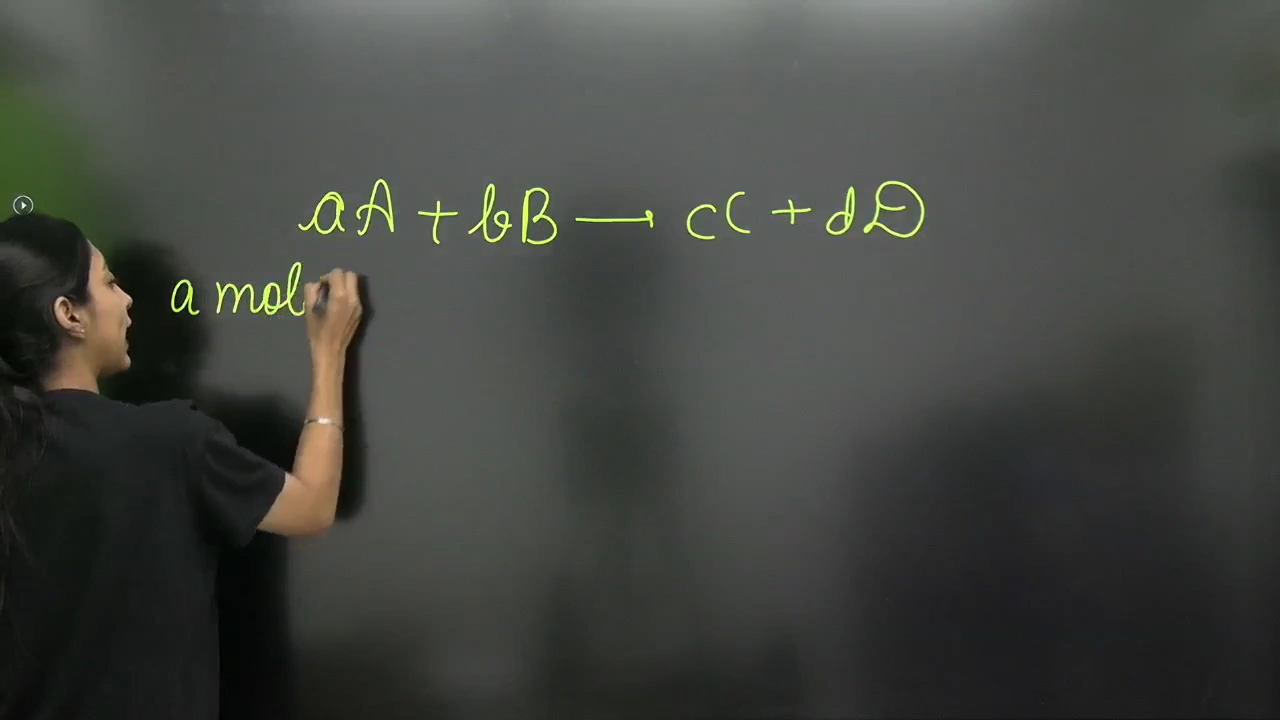 aA + bB → cC + dD
a mol